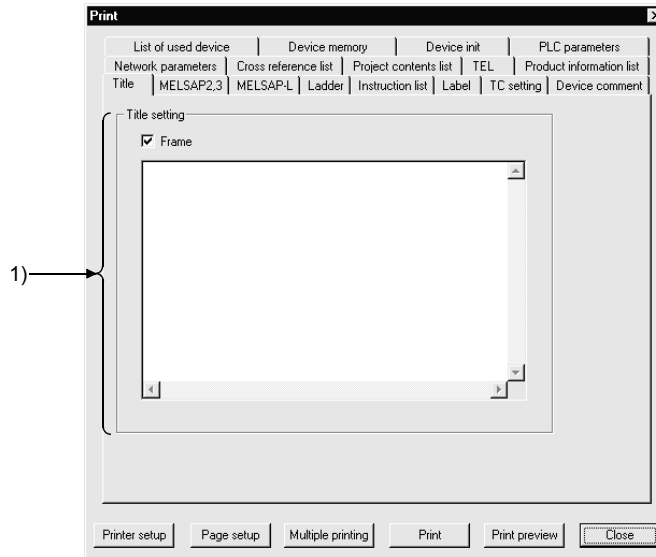 Print
List of used device Device memory Device init PLC parameters
Network parameters Cross reference list Project contents list TEL Product information list
Title MELSAP2,3 MELSAP-L Ladder Instruction list Label TC setting Device comment
Title setting
Frame
1)
Printer setup Page setup Multiple printing Print Print preview Close